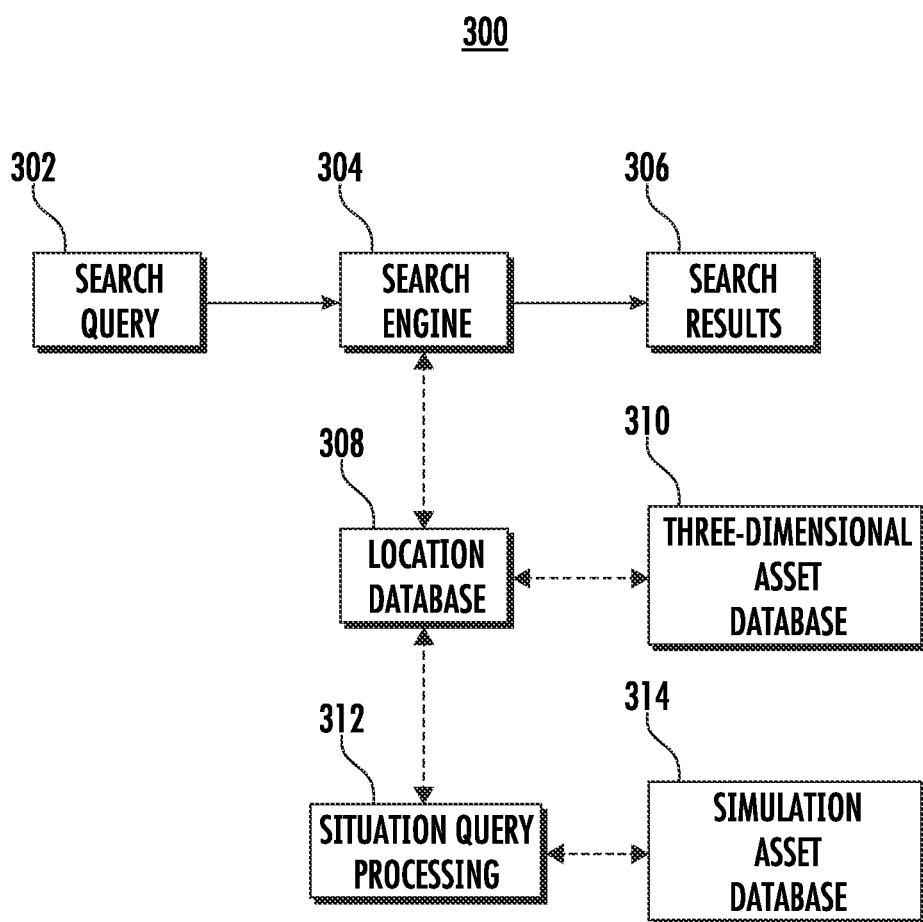 300
302
304
306
SEARCH
QUERY
SEARCH
ENGINE
SEARCH
RESULTS
308
310
LOCATION
DATABASE
THREE-DIMENSIONAL
ASSET
DATABASE
312
314
SITUATION QUERY
PROCESSING
SIMULATION
ASSET
DATABASE